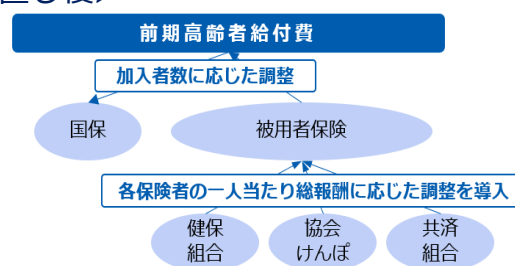 前期高齢者給付費
加入者数に応じた調整
国保
被用者保険
各保険者の一人当たり総報酬に応じた調整を導入
健保
組合
協会
けんぽ
共済
組合